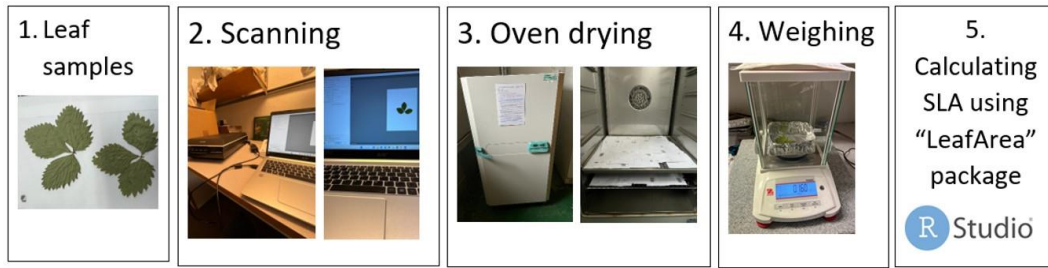 1. Leaf
samples
2. Scanning
3. Oven drying
4. Weighing
5.
Calculating
SLA using
“LeafArea”
package
R Studio